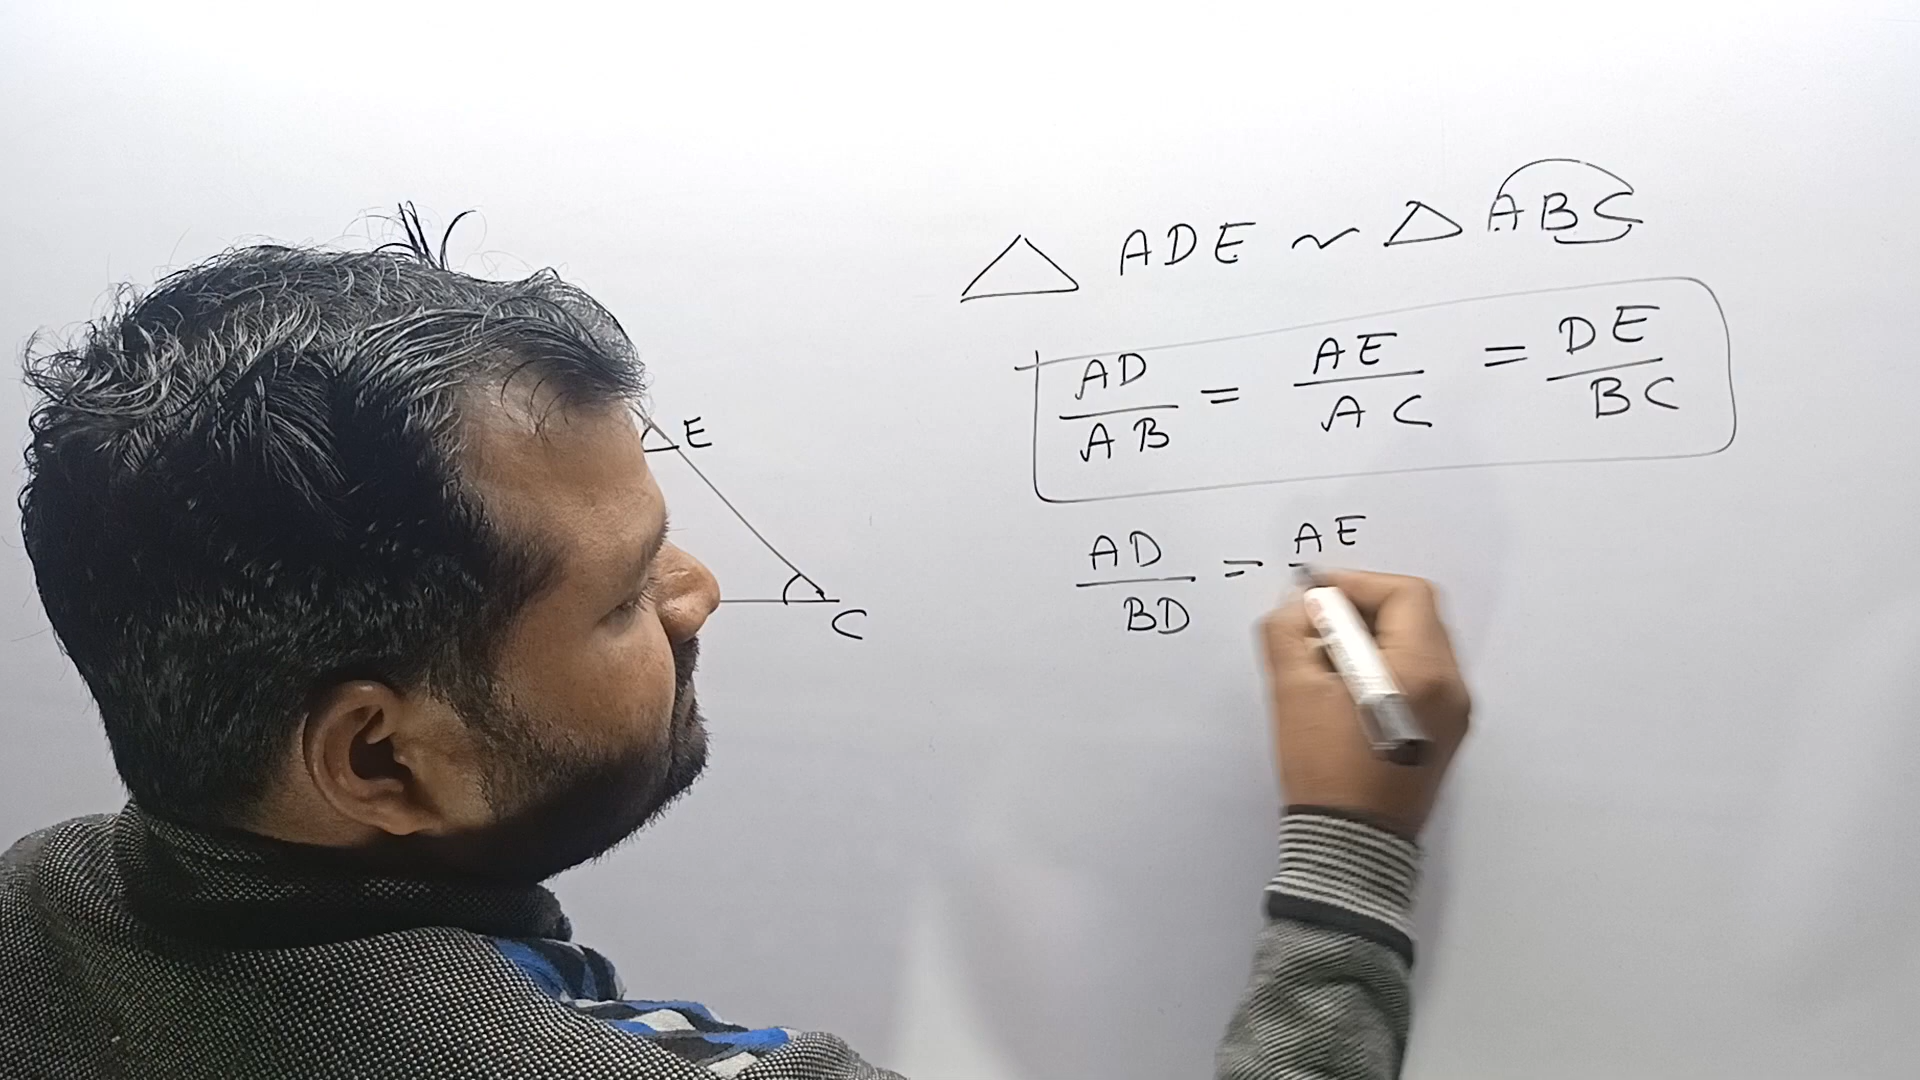 △ ADE ~ △ ABC
AD/AB = AE/AC = DE/BC
AD/BD = AE
E
C